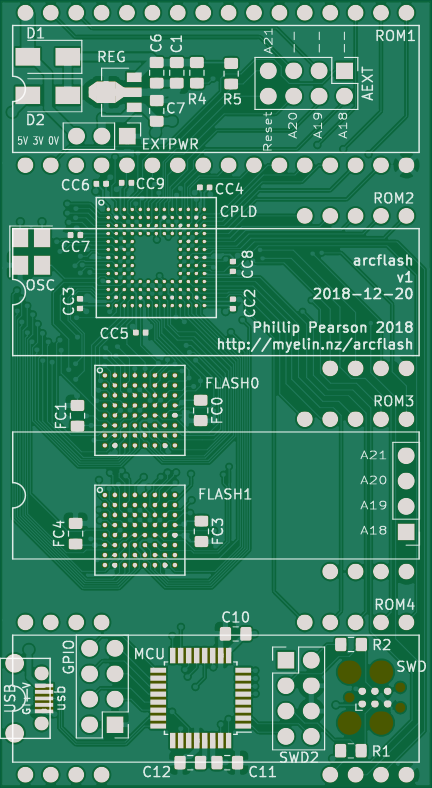 D1
REG
C6
C1
A21
ROM1
AEXT
R4
R5
D2
C7
5V 3V 0V
EXTPWR
Reset
A20
A19
A18
CC6
CC9
CC4
ROM2
CPLD
CC7
OSC
CC8
arcflash
v1
2018-12-20
CC3
CC2
CC5
Phillip Pearson 2018
http://myelin.nz/arcflash
FLASH0
FC1
FC0
ROM3
A21
A20
A19
A18
FLASH1
FC4
FC3
ROM4
C10
GPIO
MCU
R2
SWD
USB
usb
SWD2
R1
C12
C11